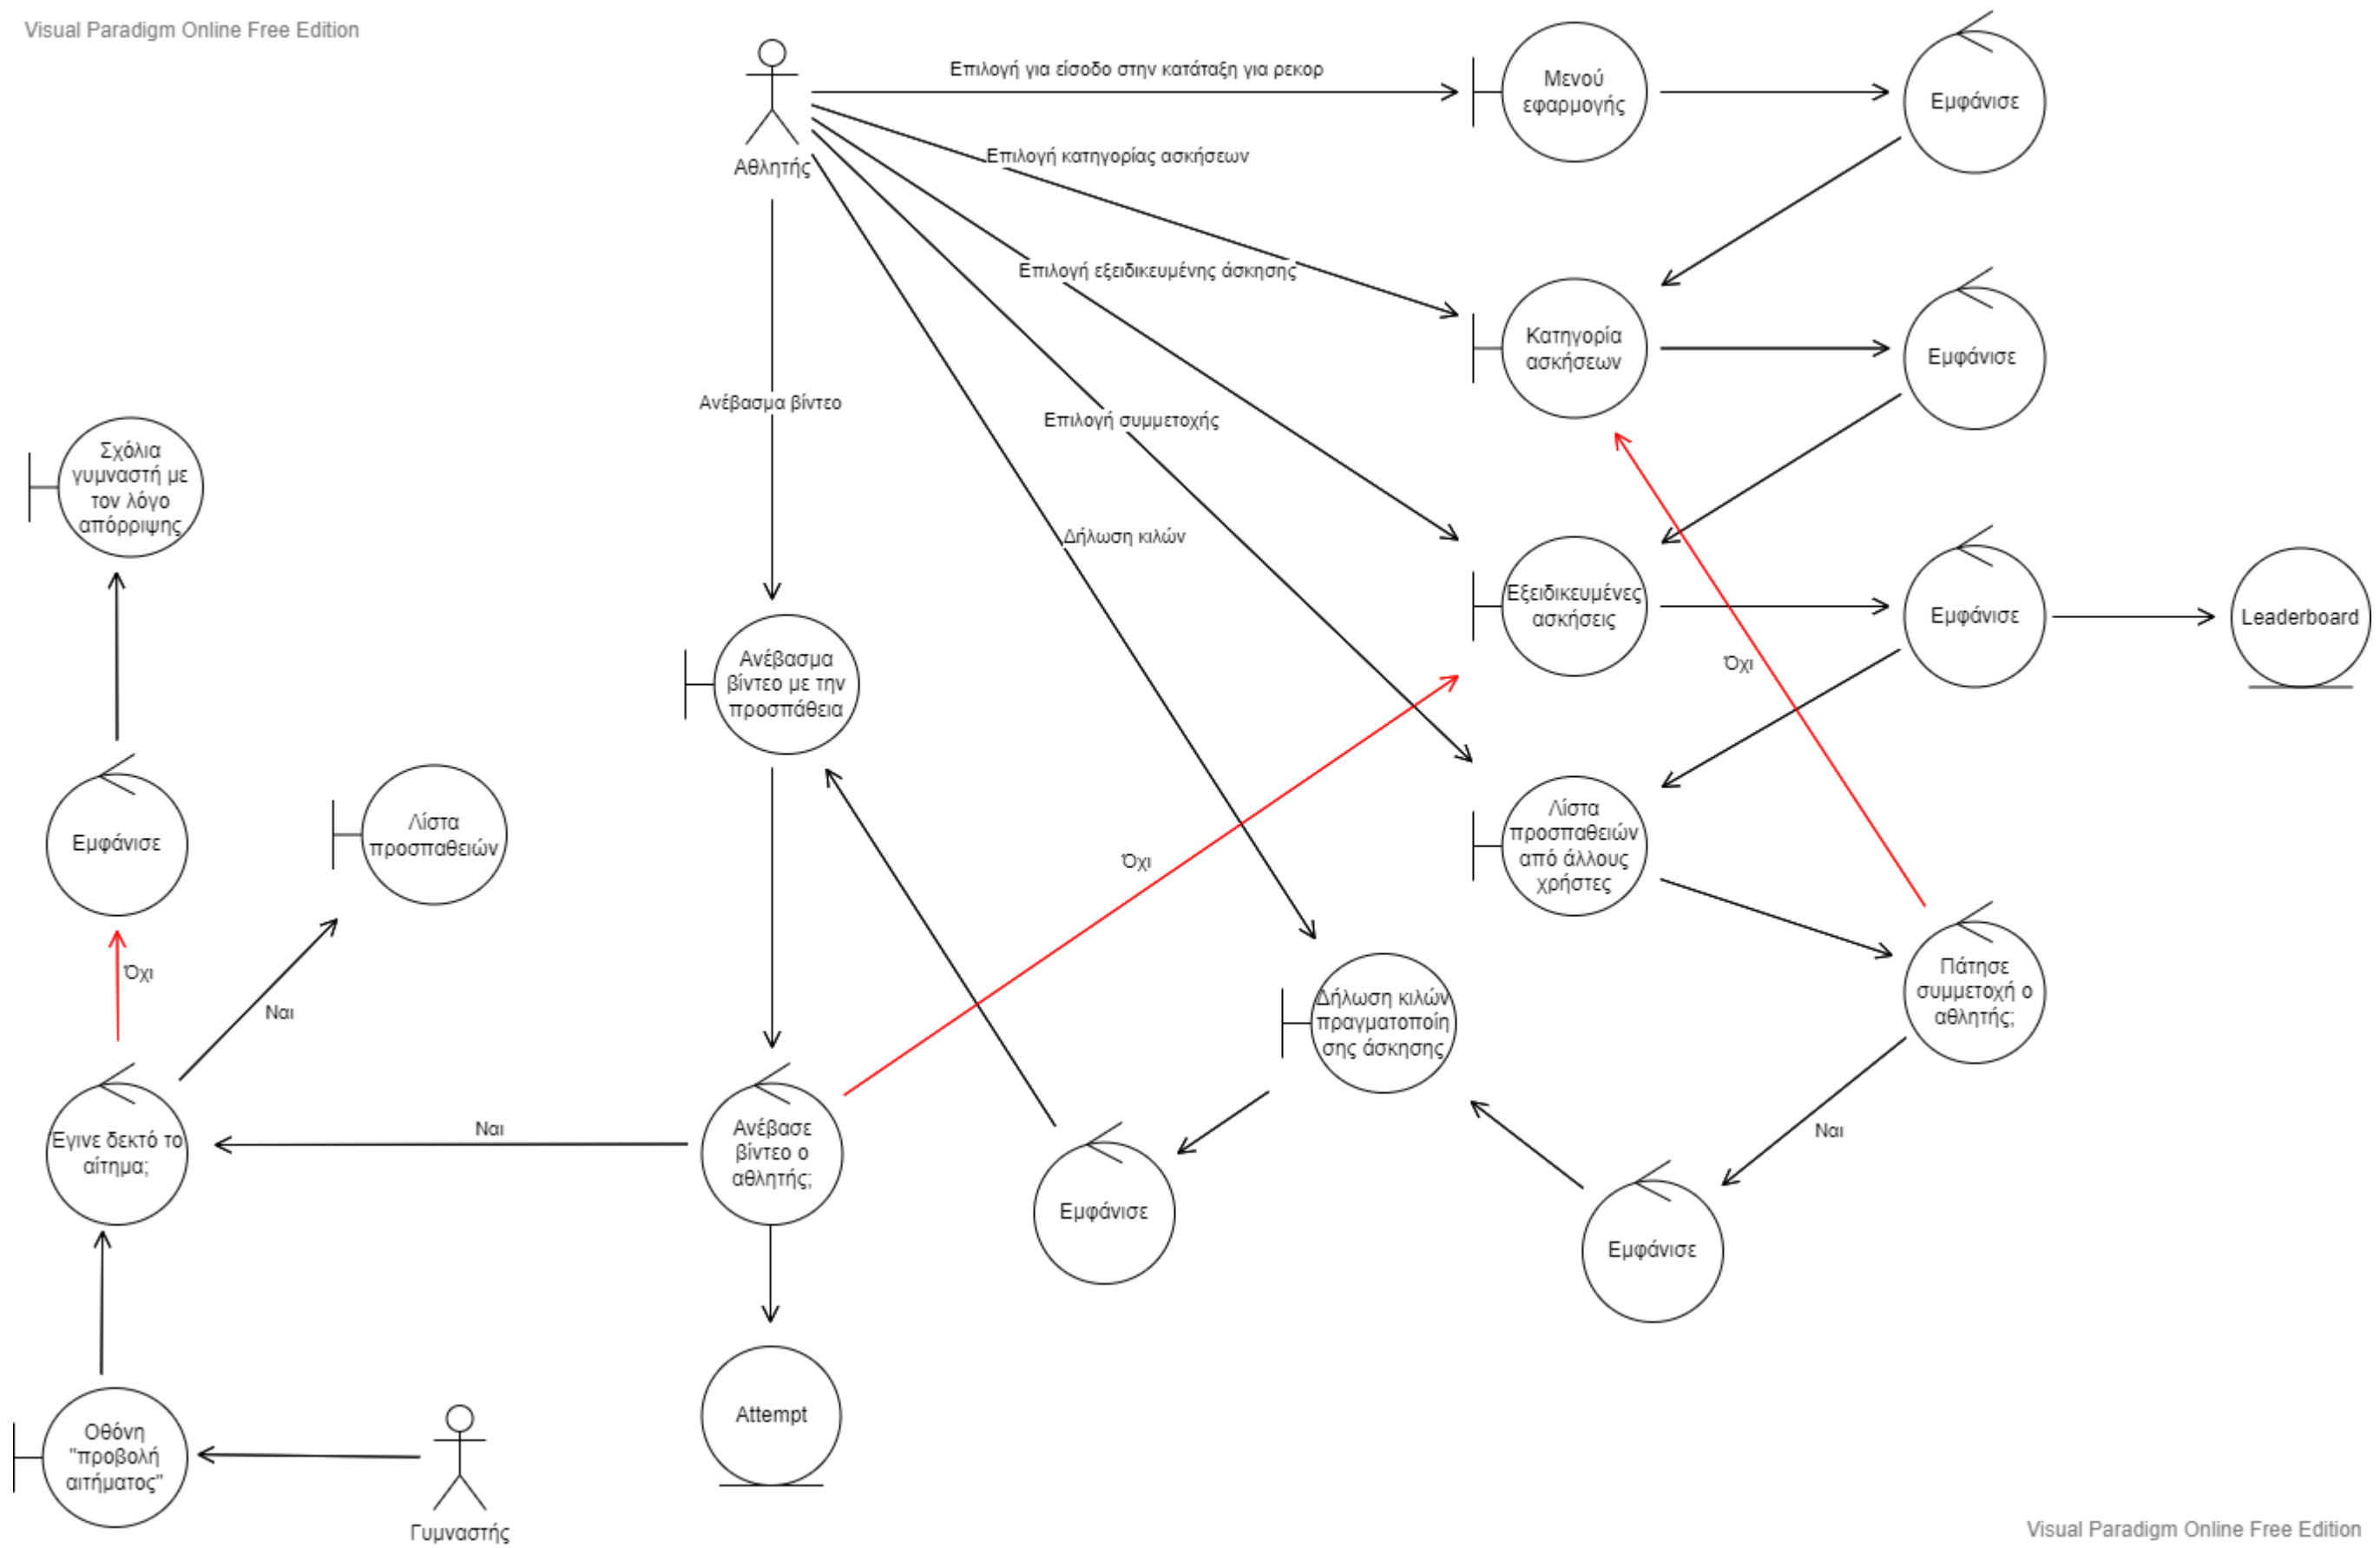 Visual Paradigm Online Free Edition
Επιλογή για είσοδο στην κατάταξη για ρεκορ
Μενού
εφαρμογής
Εμφάνισε
Αθλητής
Επιλογή κατηγορίας ασκήσεων
Επιλογή εξειδικευμένης άσκησης
Κατηγορία
ασκήσεων
Εμφάνισε
Ανέβασμα βίντεο
Επιλογή συμμετοχής
Σχόλια
γυμναστή με
τον λόγο
απόρριψης
Δήλωση κιλών
Εξειδικευμένες
ασκήσεις
Εμφάνισε
Leaderboard
Ανέβασμα
βίντεο με την
προσπάθεια
Όχι
Εμφάνισε
Λίστα
προσπαθειών
Όχι
Λίστα
προσπαθειών
από άλλους
χρήστες
Όχι
Ναι
Δήλωση κιλών
πραγματοποίη
σης άσκησης
Πάτησε
συμμετοχή ο
αθλητής;
Έγινε δεκτό το
αίτημα;
Ναι
Ανέβασε
βίντεο ο
αθλητής;
Ναι
Εμφάνισε
Εμφάνισε
Attempt
Οθόνη
"προβολή
αιτήματος"
Γυμναστής
Visual Paradigm Online Free Edition